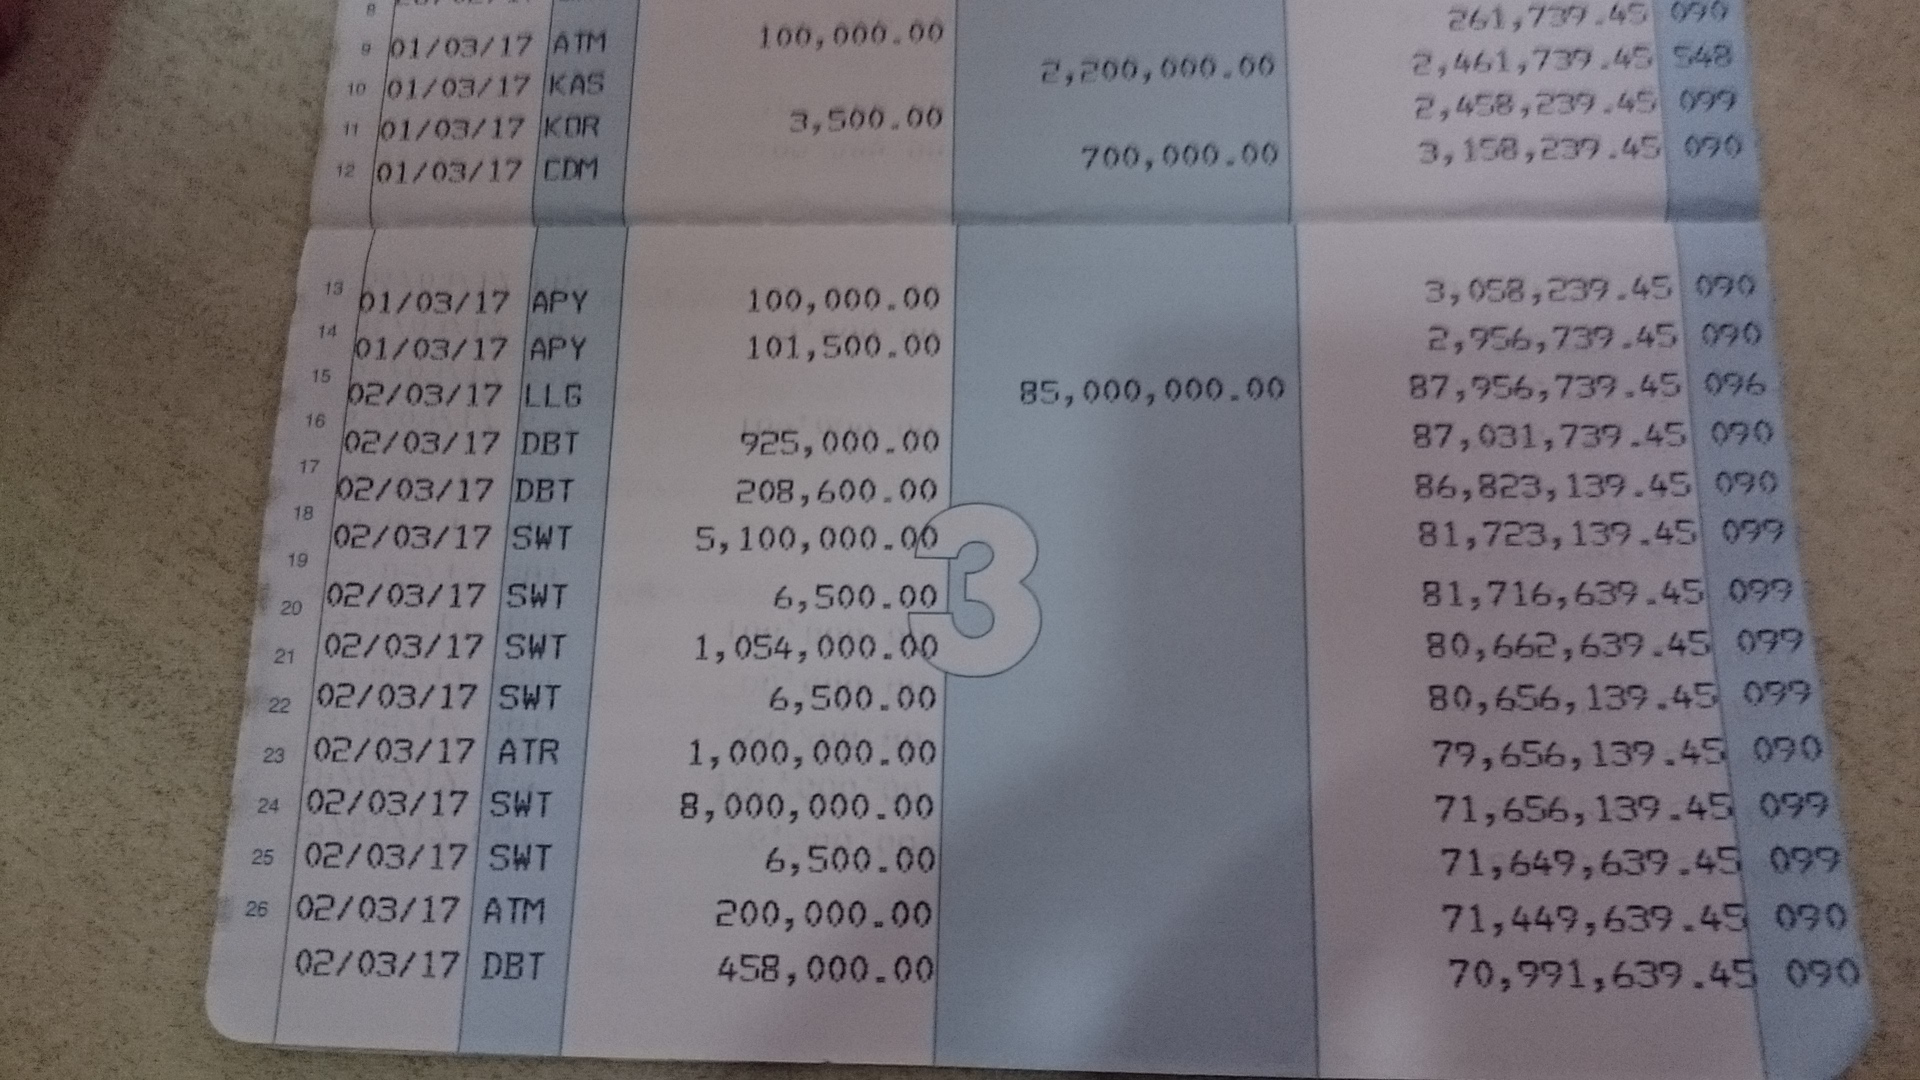 8
9 01/03/17 ATM 100,000.00 261,739.45 090
10 01/03/17 KAS 2,200,000.00 2,461,739.45 548
11 01/03/17 KOR 3,500.00 2,458,239.45 099
12 01/03/17 CDM 700,000.00 3,158,239.45 090
13 01/03/17 APY 100,000.00 3,058,239.45 090
14 01/03/17 APY 101,500.00 2,956,739.45 090
15 02/03/17 LLG 85,000,000.00 87,956,739.45 096
16 02/03/17 DBT 925,000.00 87,031,739.45 090
17 02/03/17 DBT 208,600.00 86,823,139.45 090
18 02/03/17 SWT 5,100,000.00 81,723,139.45 099
19 02/03/17 SWT 6,500.00 81,716,639.45 099
20 02/03/17 SWT 1,054,000.00 80,662,639.45 099
21 02/03/17 SWT 6,500.00 80,656,139.45 099
22 02/03/17 ATR 1,000,000.00 79,656,139.45 090
23 02/03/17 SWT 8,000,000.00 71,656,139.45 099
24 02/03/17 SWT 6,500.00 71,649,639.45 099
25 02/03/17 ATM 200,000.00 71,449,639.45 090
26 02/03/17 DBT 458,000.00 70,991,639.45 090
3